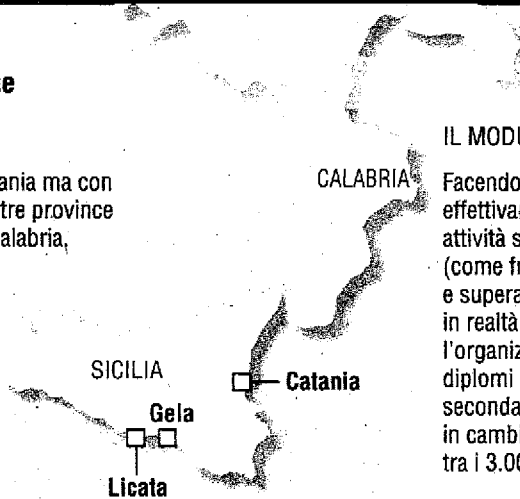 e
ania ma con
tre province
alabria,
CALABRIA
SICILIA
Catania
Gela
Licata
IL MODU
Facendo
effettiva
attività s
(come fr
e supera
in realtà
l'organiz
diplomi
seconda
in cambi
tra i 3.00